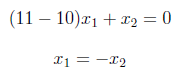 (11 − 10)x₁ + x₂ = 0
x₁ = −x₂